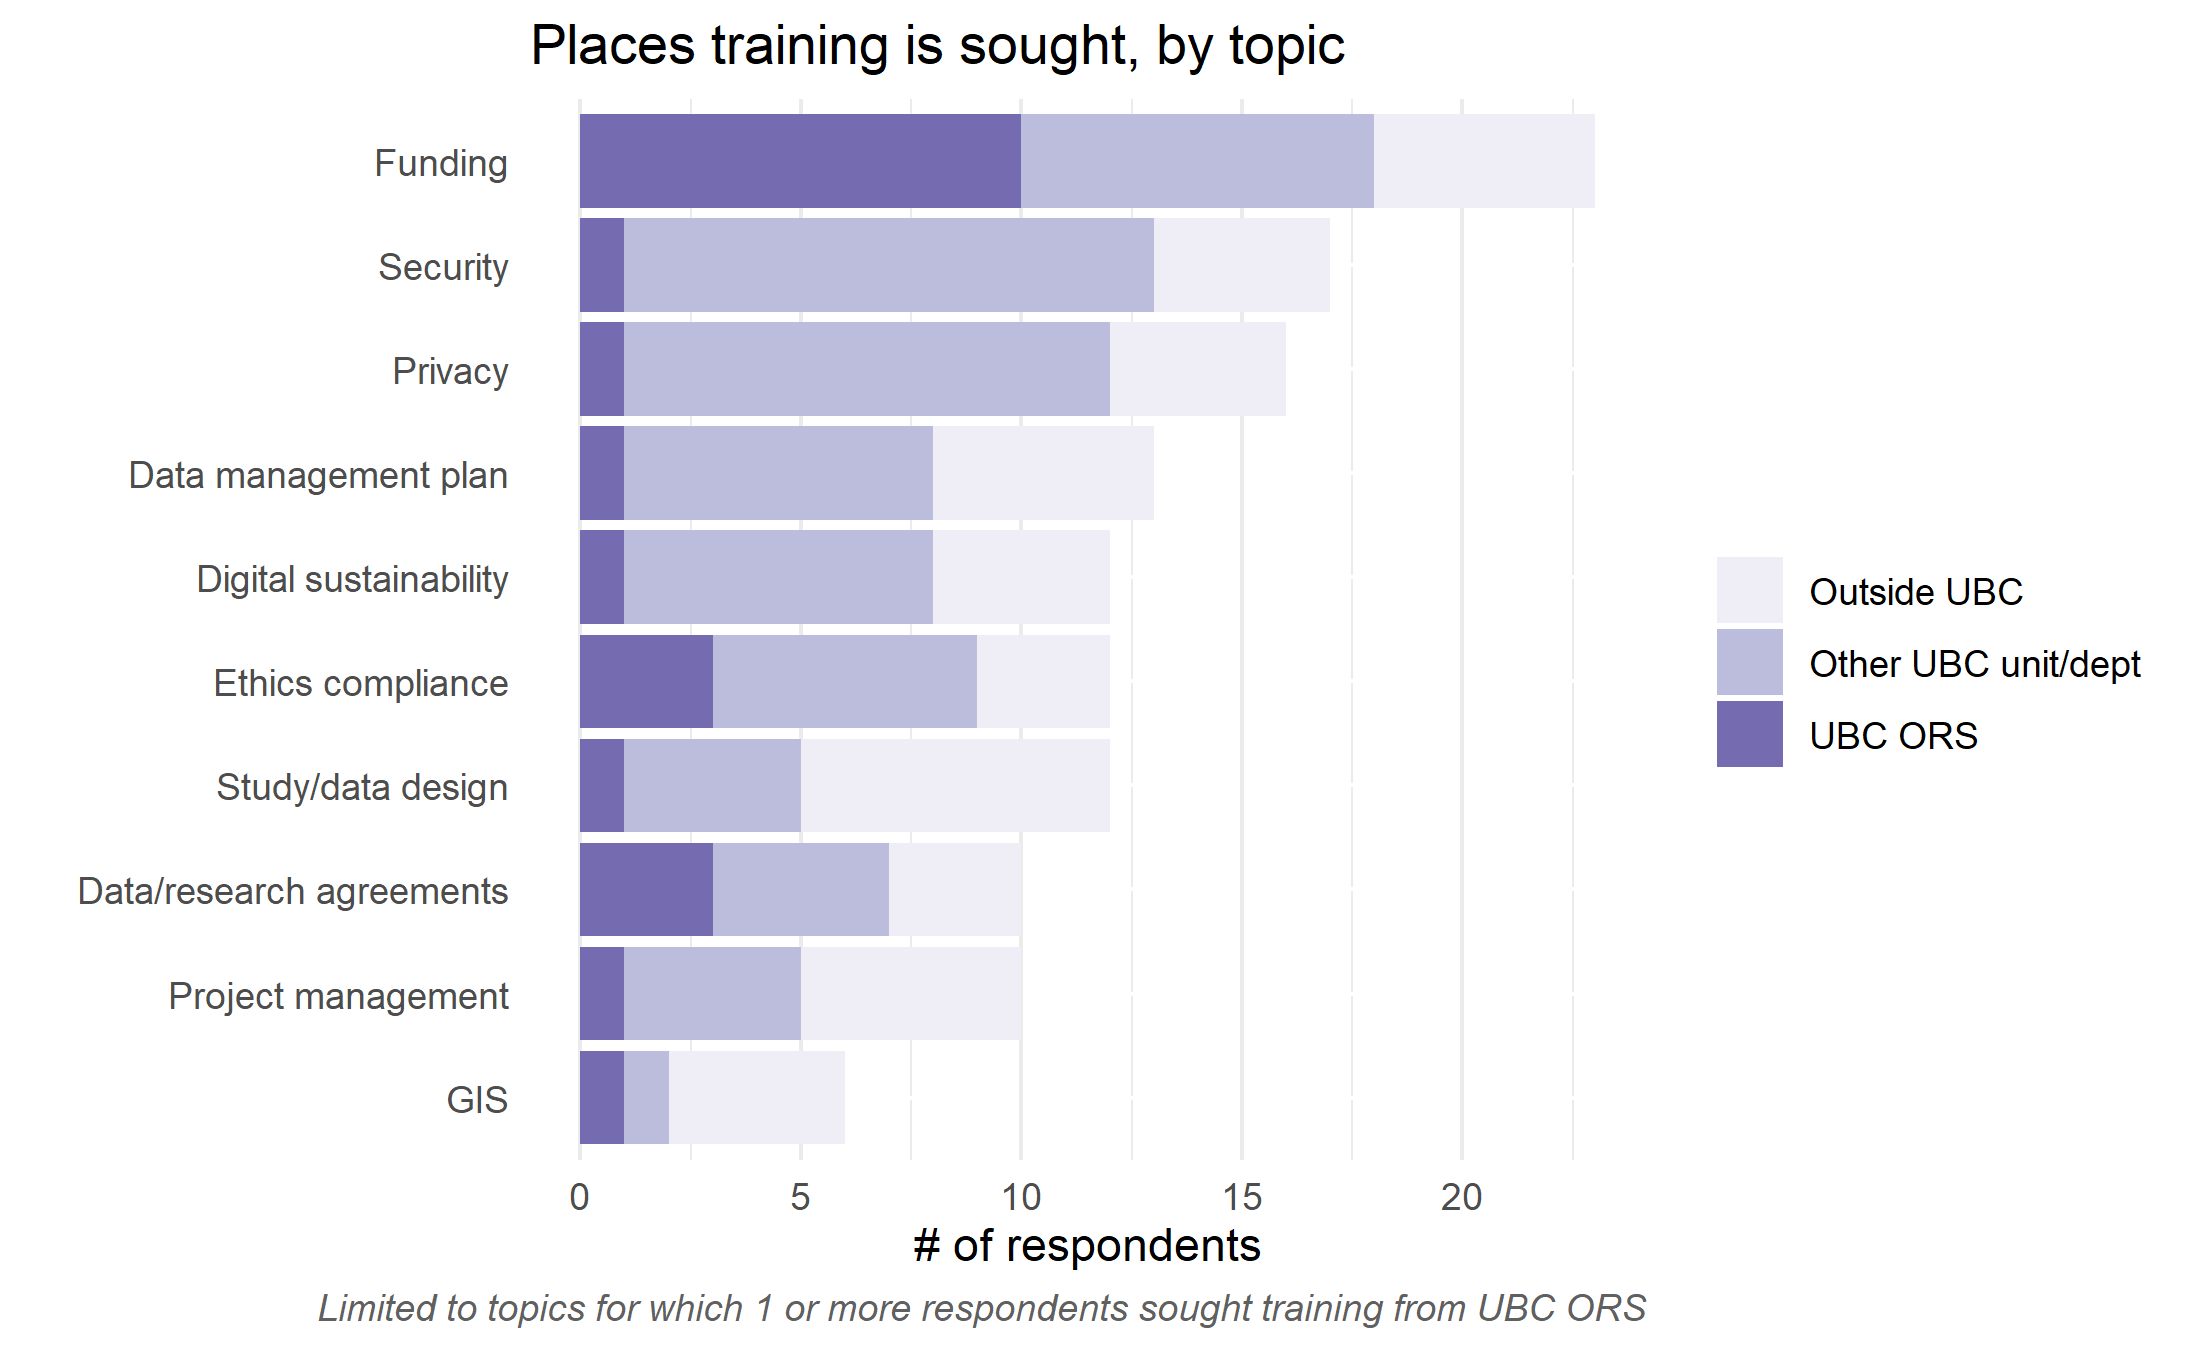 Places training is sought, by topic
Funding
Security
Privacy
Data management plan
Digital sustainability
Ethics compliance
Study/data design
Data/research agreements
Project management
GIS
0 5 10 15 20
# of respondents
Limited to topics for which 1 or more respondents sought training from UBC ORS
Outside UBC
Other UBC unit/dept
UBC ORS